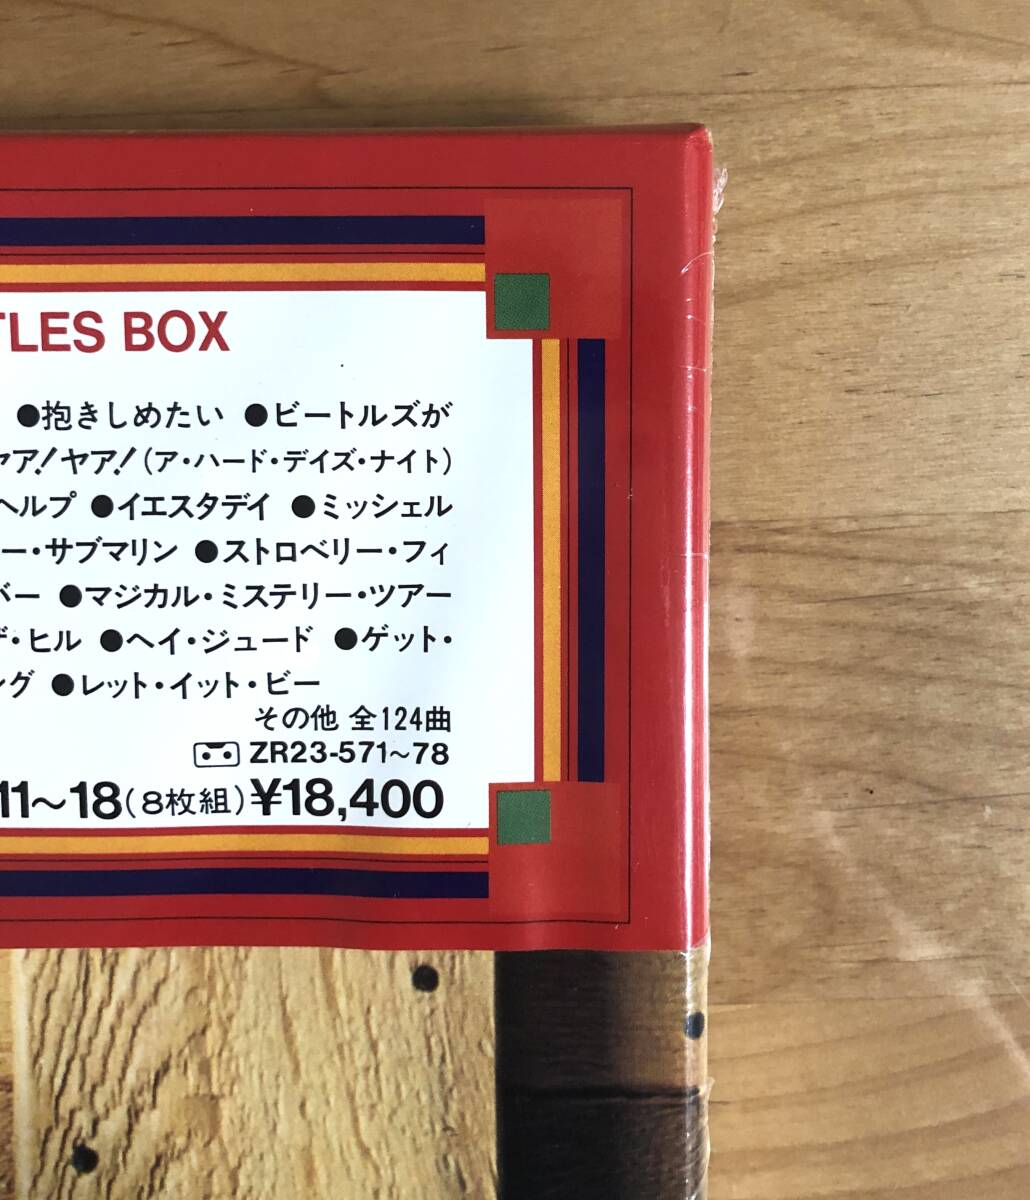 TLES BOX
●抱きしめたい ●ビートルズが
ヤア!ヤア!(ア・ハード・デイズ・ナイト)
ヘルプ ●イエスタデイ ●ミッシェル
ー・サブマリン ●ストロベリー・フィ
バー ●マジカル・ミステリー・ツアー
ザ・ヒル ●ヘイ・ジュード ●ゲット・
ング ●レット・イット・ビー
その他 全124曲
ZR23-571~78
11~18(8枚組)¥18,400